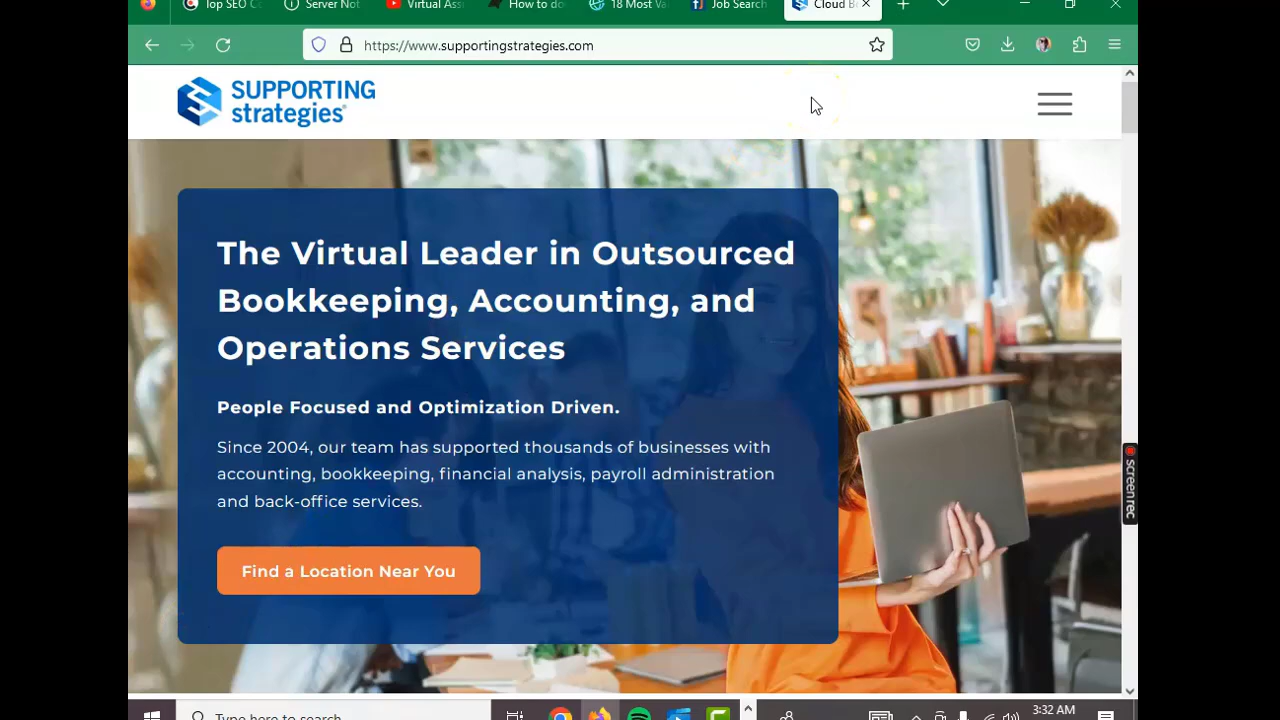 Top SEO Co
Server Not
Virtual Ass
How to do
18 Most Va
Job Search
Cloud B
https://www.supportingstrategies.com
SUPPORTING
strategies®
The Virtual Leader in Outsourced
Bookkeeping, Accounting, and
Operations Services
People Focused and Optimization Driven.
Since 2004, our team has supported thousands of businesses with
accounting, bookkeeping, financial analysis, payroll administration
and back-office services.
Find a Location Near You
screenrec
Type here to search
3:32 AM